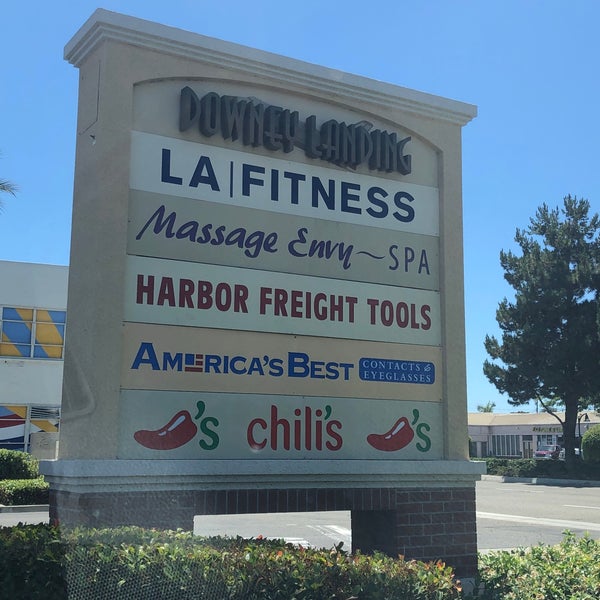 DOWNEY LANDING
LA|FITNESS
Massage Envy~SPA
HARBOR FREIGHT TOOLS
AMERICA'S BEST CONTACTS & EYEGLASSES
's chili's 's